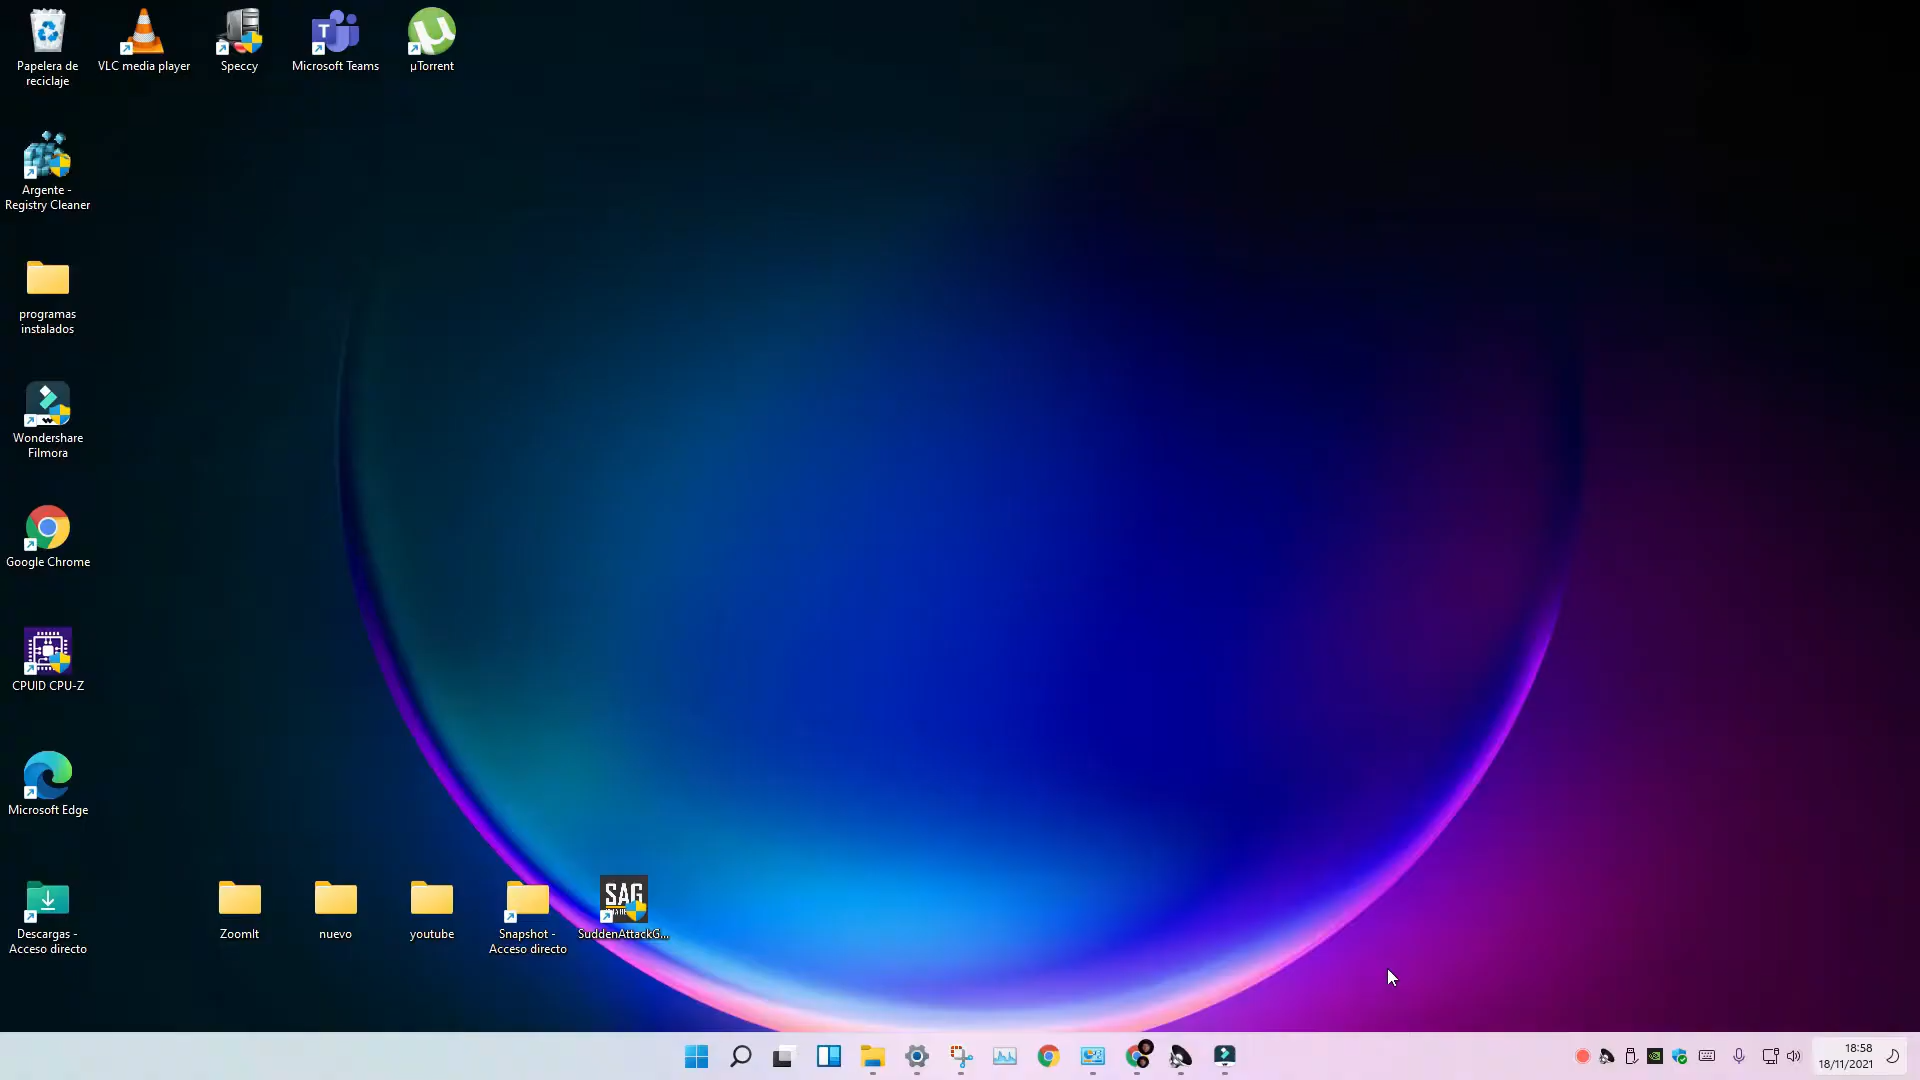 Papelera de
reciclaje
VLC media player
Speccy
Microsoft Teams
µTorrent
Argente -
Registry Cleaner
programas
instalados
Wondershare
Filmora
Google Chrome
CPUID CPU-Z
Microsoft Edge
Descargas -
Acceso directo
ZoomIt
nuevo
youtube
Snapshot -
Acceso directo
SAG
SuddenAttackG...
18:58
18/11/2021